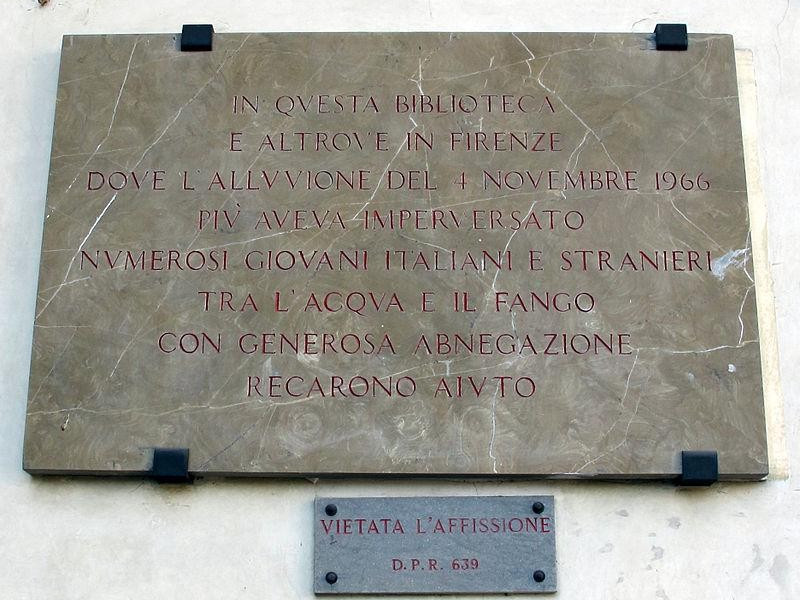 IN QVESTA BIBLIOTECA
E ALTROVE IN FIRENZE
DOVE L'ALLVVIONE DEL 4 NOVEMBRE 1966
PIÙ AVEVA IMPERVERSATO
NVMEROSI GIOVANI ITALIANI E STRANIERI
TRA L'ACQVA E IL FANGO
CON GENEROSA ABNEGAZIONE
RECARONO AIVTO
VIETATA L'AFFISSIONE
D.P.R. 639